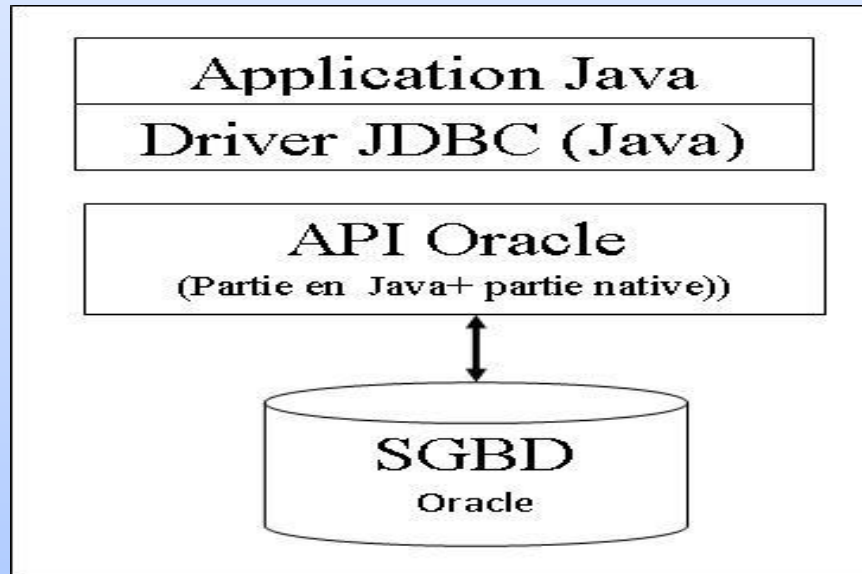 Application Java
Driver JDBC (Java)
API Oracle
(Partie en Java+ partie native))
SGBD
Oracle